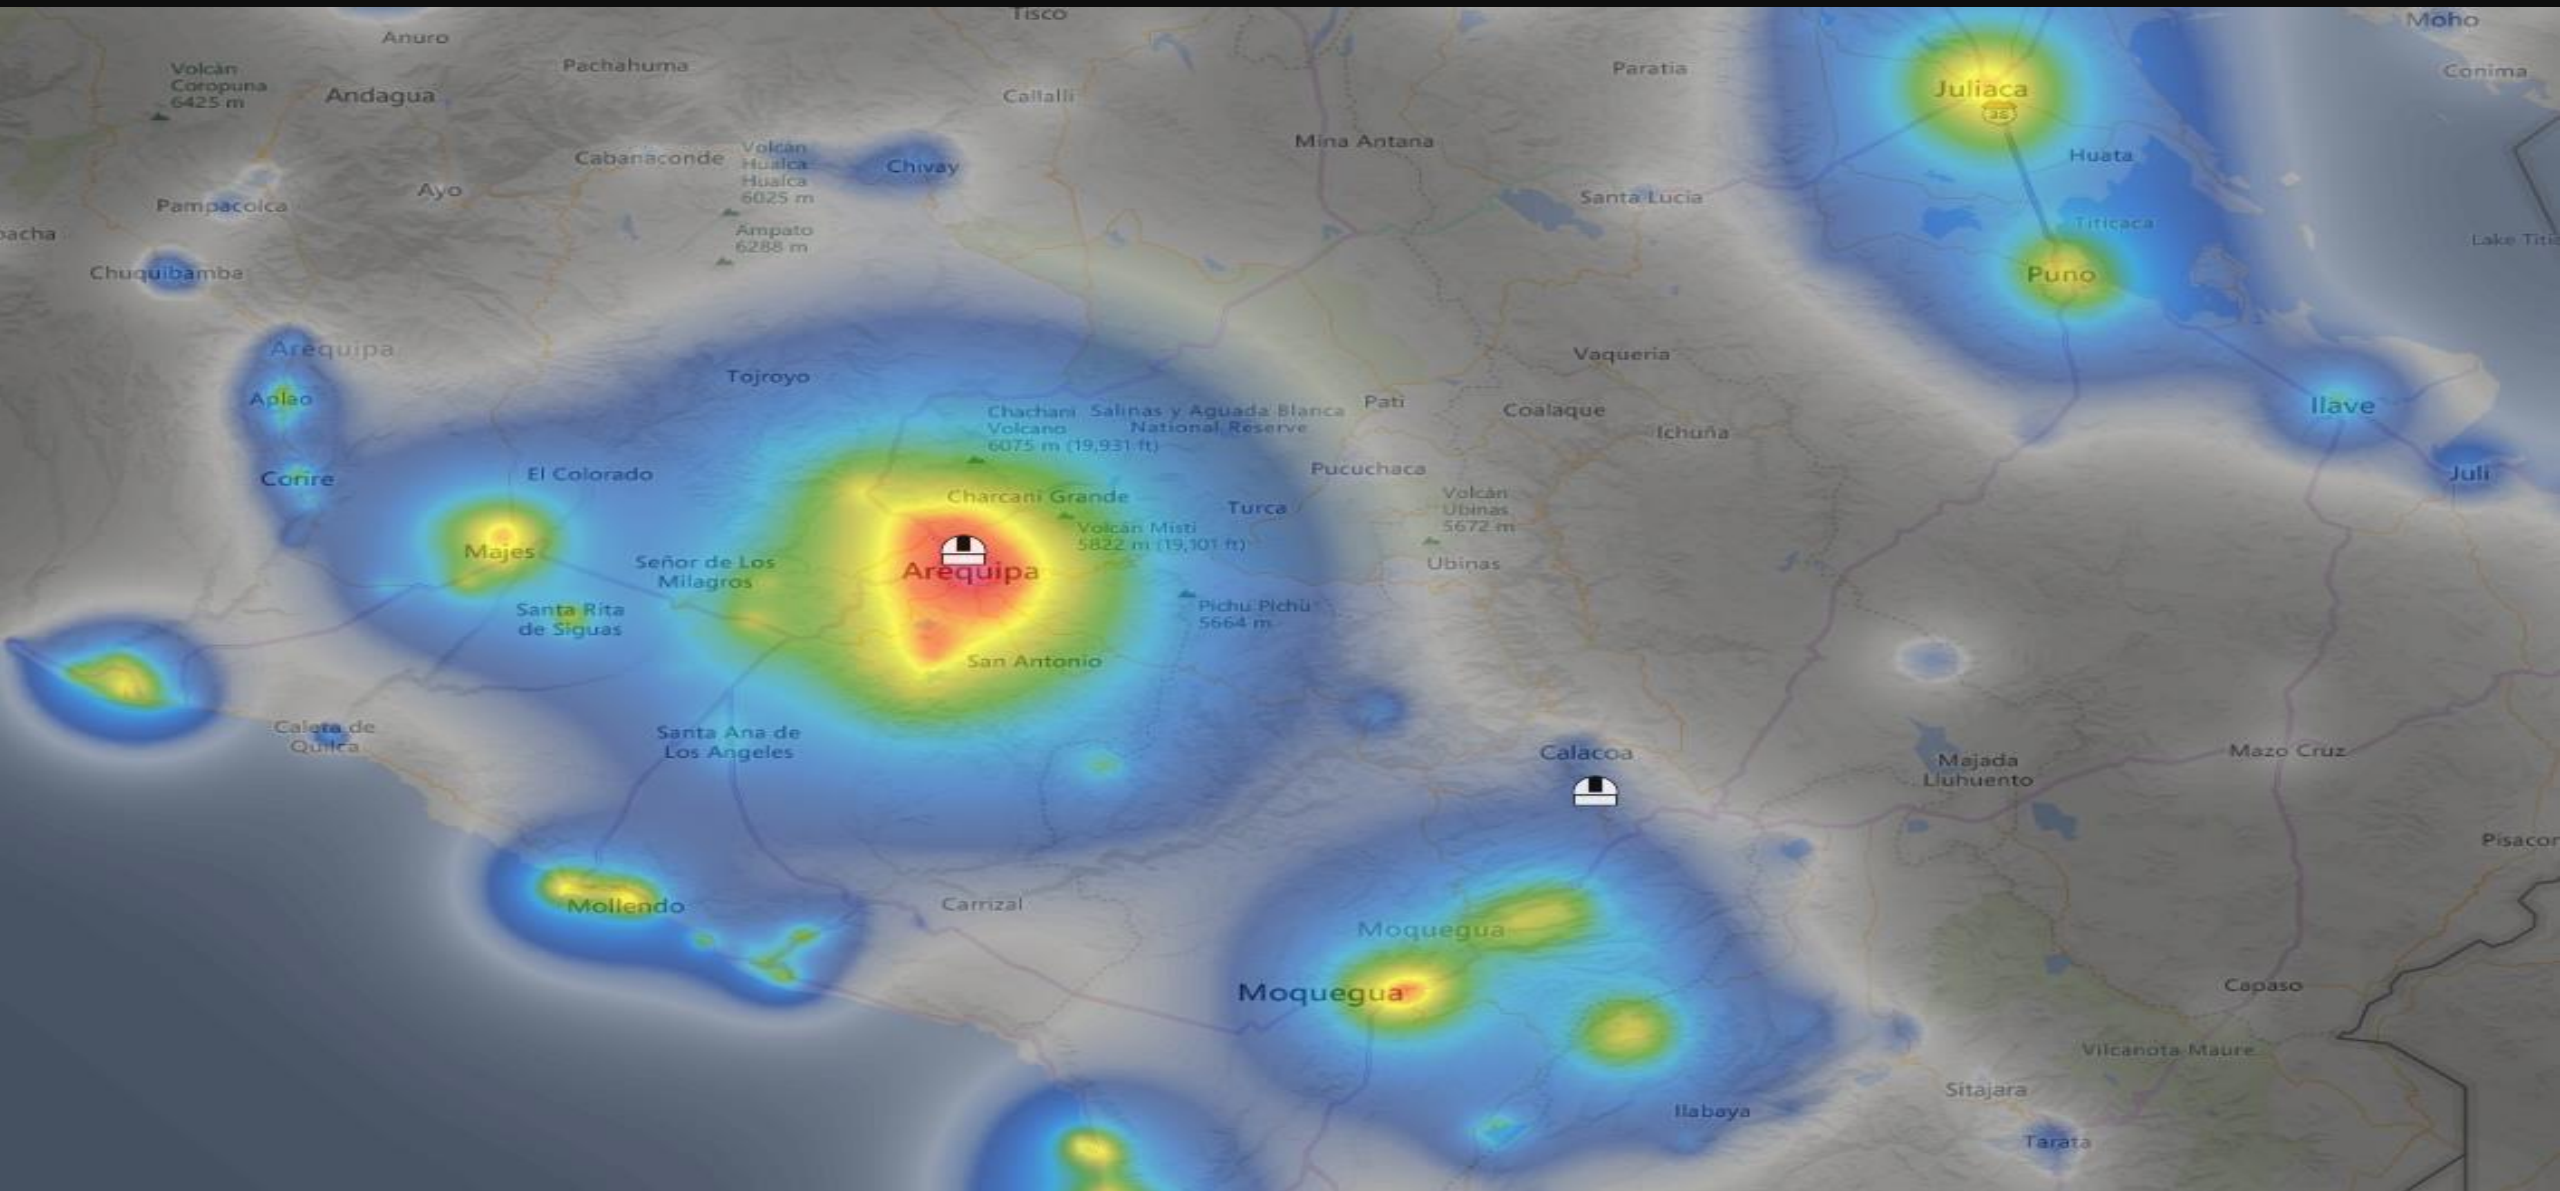 Tisco
Moho
Anuro
Volcán
Coropuna
6425 m
Pachahuma
Paratia
Conima
Andagua
Callalli
Juliaca
3S
Mina Antana
Volcán
Hualca
Hualca
6025 m
Cabanaconde
Chivay
Huata
Ayo
Santa Lucia
Pampacolca
Titicaca
Ampato
6288 m
Chuquibamba
Puno
Arequipa
Vaqueria
Tojroyo
Aplao
Chachani
Volcano
6075 m (19,931 ft)
Salinas y Aguada Blanca
National Reserve
Pati
Coalaque
Ilave
Ichuña
Corire
El Colorado
Pucuchaca
Juli
Charcani Grande
Turca
Volcán
Ubinas
5672 m
Volcán Misti
5822 m (19,101 ft)
Majes
Señor de Los
Milagros
Arequipa
Ubinas
Santa Rita
de Siguas
Pichu Pichu
5664 m
San Antonio
Caleta de
Quilca
Santa Ana de
Los Angeles
Calacoa
Majada
Lluhuento
Mazo Cruz
Mollendo
Carrizal
Moquegua
Moquegua
Capaso
Vilcanota Maure
Sitajara
Ilabaya
Tarata